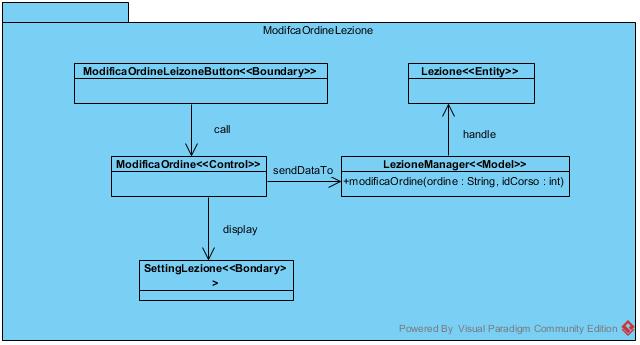 ModifcaOrdineLezione
ModificaOrdineLeizoneButton<<Boundary>>
Lezione<<Entity>>
call
handle
ModificaOrdine<<Control>>
sendDataTo
LezioneManager<<Model>>
+modificaOrdine(ordine : String, idCorso : int)
display
SettingLezione<<Bondary>
>
Powered By Visual Paradigm Community Edition